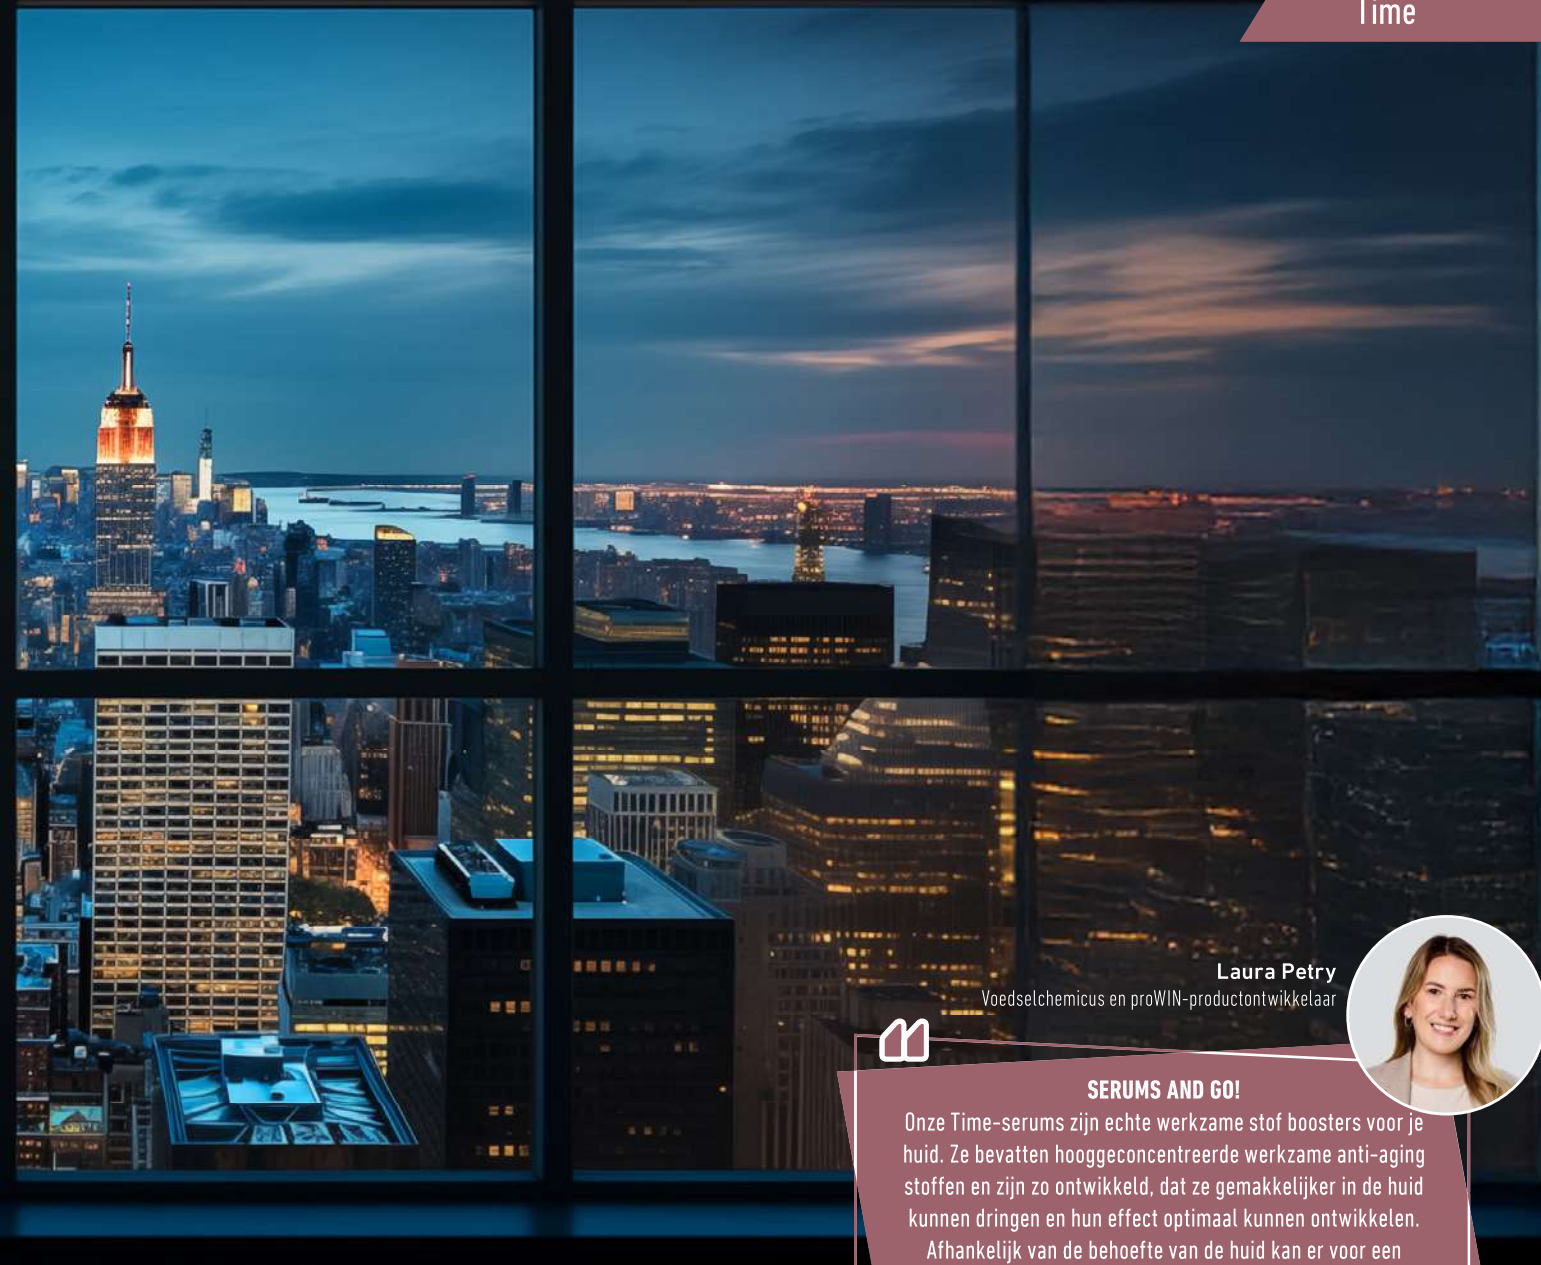 Time
Laura Petry
Voedselchemicus en proWIN-productontwikkelaar
SERUMS AND GO!
Onze Time-serums zijn echte werkzame stof boosters voor je
huid. Ze bevatten hooggeconcentreerde werkzame anti-aging
stoffen en zijn zo ontwikkeld, dat ze gemakkelijker in de huid
kunnen dringen en hun effect optimaal kunnen ontwikkelen.
Afhankelijk van de behoefte van de huid kan er voor een